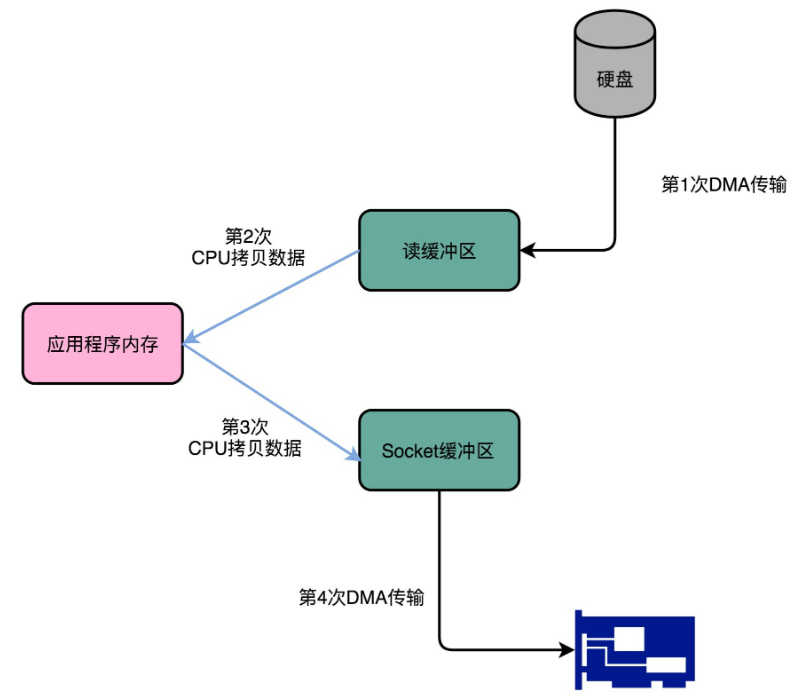 硬盘
第1次DMA传输
第2次
CPU拷贝数据
读缓冲区
应用程序内存
第3次
CPU拷贝数据
Socket缓冲区
第4次DMA传输